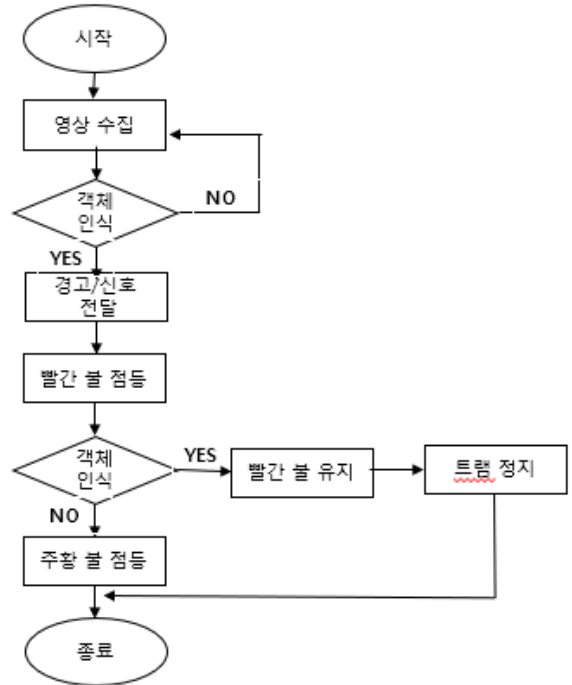 시작
영상 수집
객체
인식
NO
YES
경고/신호
전달
빨간 불 점등
객체
인식
YES
빨간 불 유지
트램 정지
NO
주황 불 점등
종료